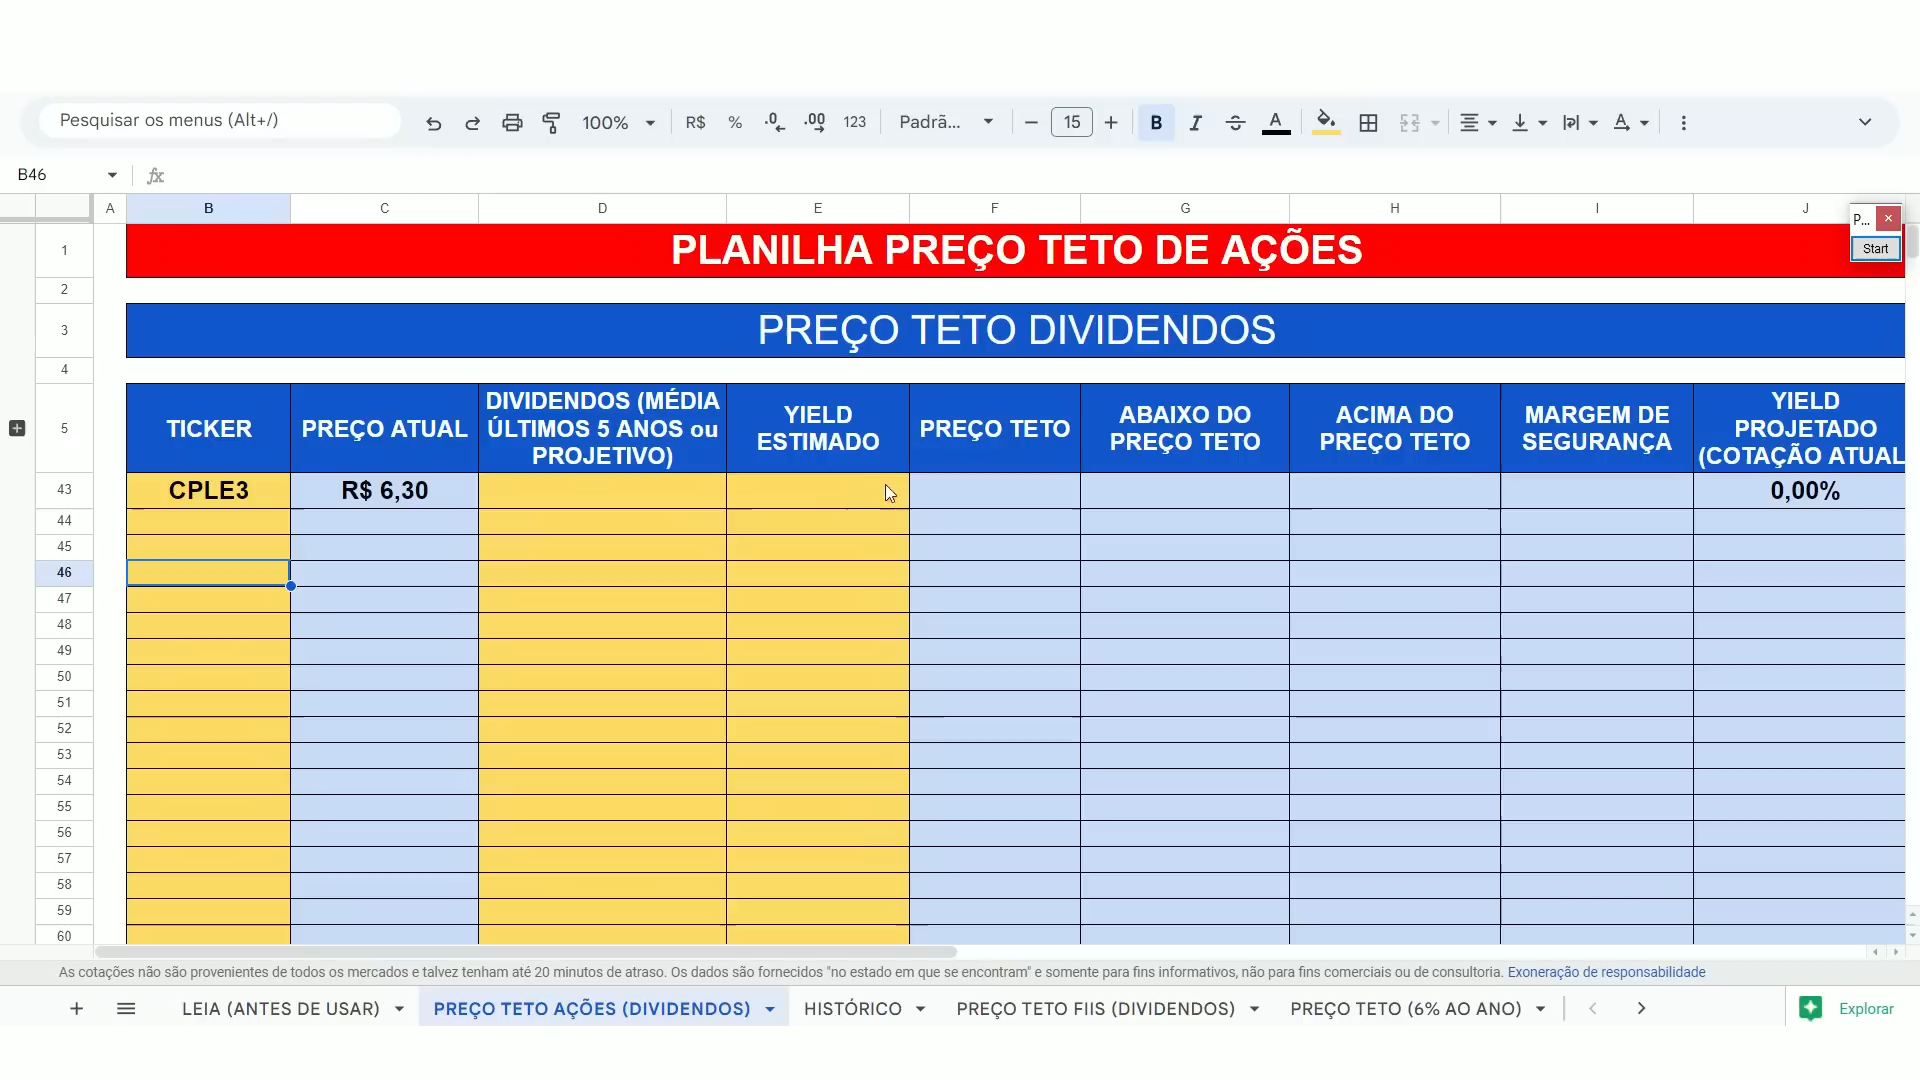 Pesquisar os menus (Alt+/)
100%
R$
%
.0
.00
123
Padrã...
15
B
I
A
B46
fx
A B C D E F G H I J
P...
Start
1
PLANILHA PREÇO TETO DE AÇÕES
2
3
PREÇO TETO DIVIDENDOS
4
5
TICKER
PREÇO ATUAL
DIVIDENDOS (MÉDIA
ÚLTIMOS 5 ANOS ou
PROJETIVO)
YIELD
ESTIMADO
PREÇO TETO
ABAIXO DO
PREÇO TETO
ACIMA DO
PREÇO TETO
MARGEM DE
SEGURANÇA
YIELD
PROJETADO
(COTAÇÃO ATUAL
43 CPLE3 R$ 6,30 0,00%
44
45
46
47
48
49
50
51
52
53
54
55
56
57
58
59
60
As cotações não são provenientes de todos os mercados e talvez tenham até 20 minutos de atraso. Os dados são fornecidos "no estado em que se encontram" e somente para fins informativos, não para fins comerciais ou de consultoria. Exoneração de responsabilidade
LEIA (ANTES DE USAR)
PREÇO TETO AÇÕES (DIVIDENDOS)
HISTÓRICO
PREÇO TETO FIIS (DIVIDENDOS)
PREÇO TETO (6% AO ANO)
Explorar